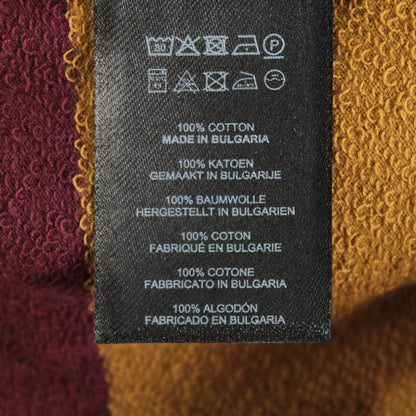 30 P
100% COTTON
MADE IN BULGARIA
100% KATOEN
GEMAAKT IN BULGARIJE
100% BAUMWOLLE
HERGESTELLT IN BULGARIEN
100% COTON
FABRIQUÉ EN BULGARIE
100% COTONE
FABBRICATO IN BULGARIA
100% ALGODÓN
FABRICADO EN BULGARIA